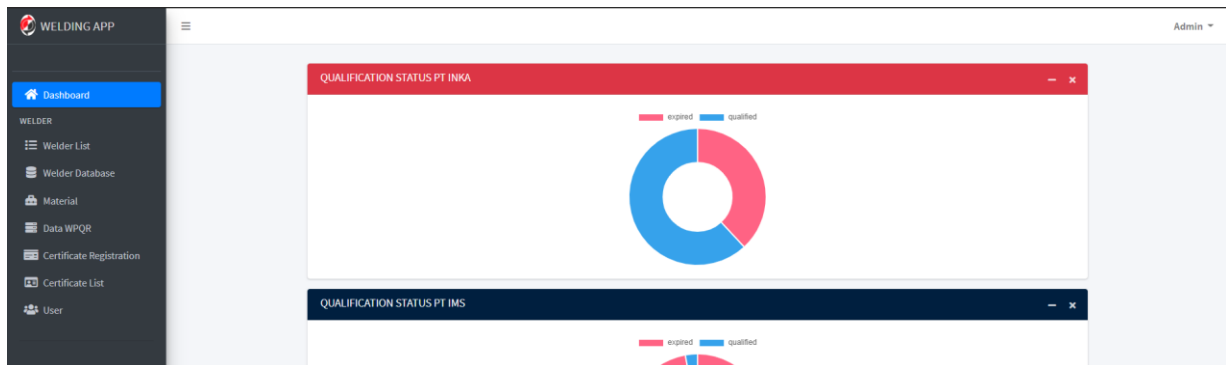 WELDING APP
Admin
Dashboard
WELDER
Welder List
Welder Database
Material
Data WPQR
Certificate Registration
Certificate List
User
QUALIFICATION STATUS PT INKA
expired qualified
QUALIFICATION STATUS PT IMS
expired qualified